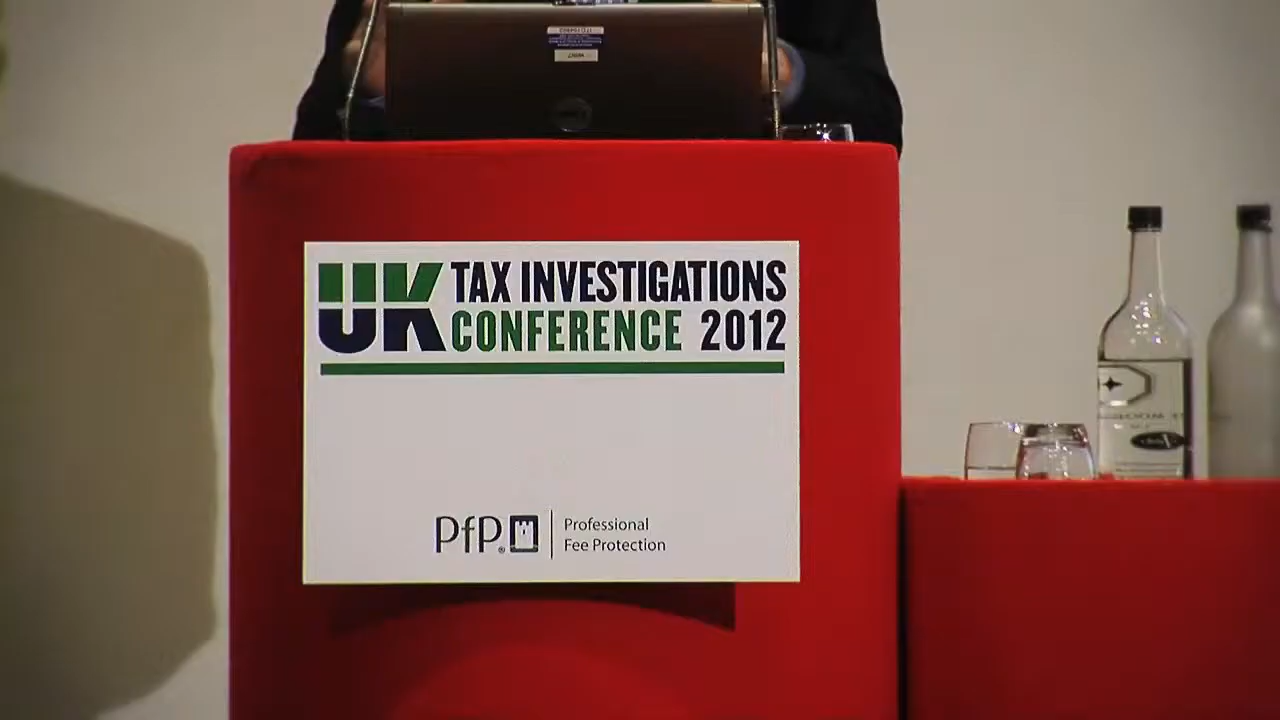 UK TAX INVESTIGATIONS
CONFERENCE 2012
PfP®
Professional
Fee Protection